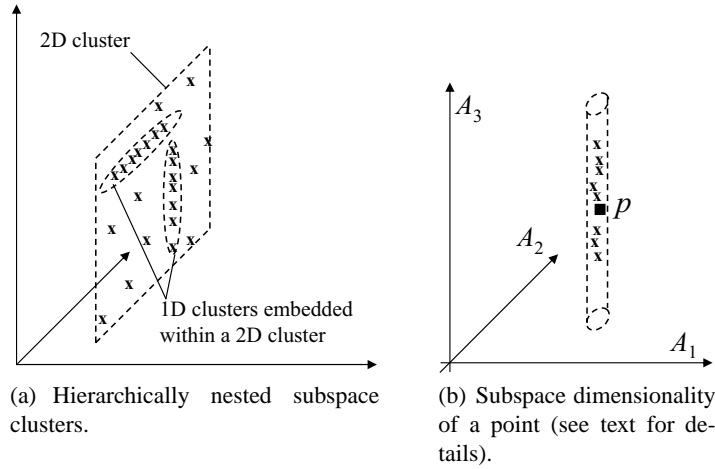 2D cluster
x x x x x x x x x x x x x x x x x x x x x x x
1D clusters embedded
within a 2D cluster
(a) Hierarchically nested subspace
clusters.
A3
x
x
x
x
x
p
x
x
x
A2
A1
(b) Subspace dimensionality
of a point (see text for de-
tails).